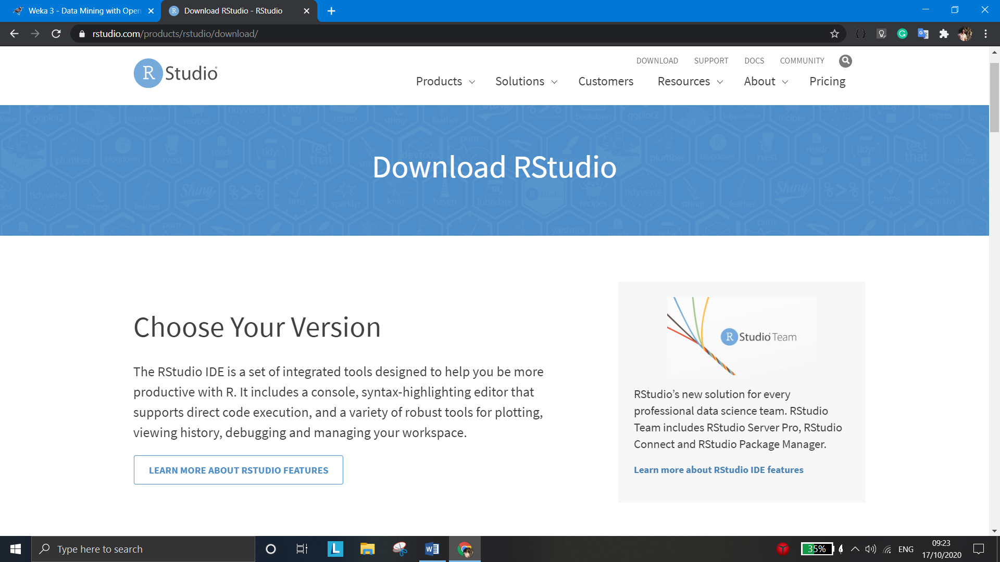 Weka 3 - Data Mining with Open
Download RStudio - RStudio
rstudio.com/products/rstudio/download/
DOWNLOAD SUPPORT DOCS COMMUNITY
R Studio
Products Solutions Customers Resources About Pricing
Download RStudio
Choose Your Version
The RStudio IDE is a set of integrated tools designed to help you be more
productive with R. It includes a console, syntax-highlighting editor that
supports direct code execution, and a variety of robust tools for plotting,
viewing history, debugging and managing your workspace.
LEARN MORE ABOUT RSTUDIO FEATURES
R Studio Team
RStudio’s new solution for every
professional data science team. RStudio
Team includes RStudio Server Pro, RStudio
Connect and RStudio Package Manager.
Learn more about RStudio IDE features
Type here to search
35%
ENG
09:23
17/10/2020